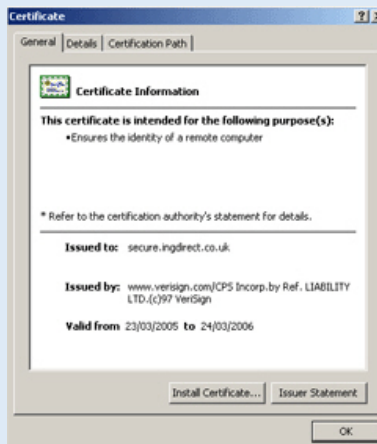 Certificate
General Details Certification Path
Certificate Information
This certificate is intended for the following purpose(s):
•Ensures the identity of a remote computer
* Refer to the certification authority's statement for details.
Issued to: secure.ingdirect.co.uk
Issued by: www.verisign.com/CPS Incorp.by Ref. LIABILITY
LTD.(c)97 VeriSign
Valid from 23/03/2005 to 24/03/2006
Install Certificate... Issuer Statement
OK